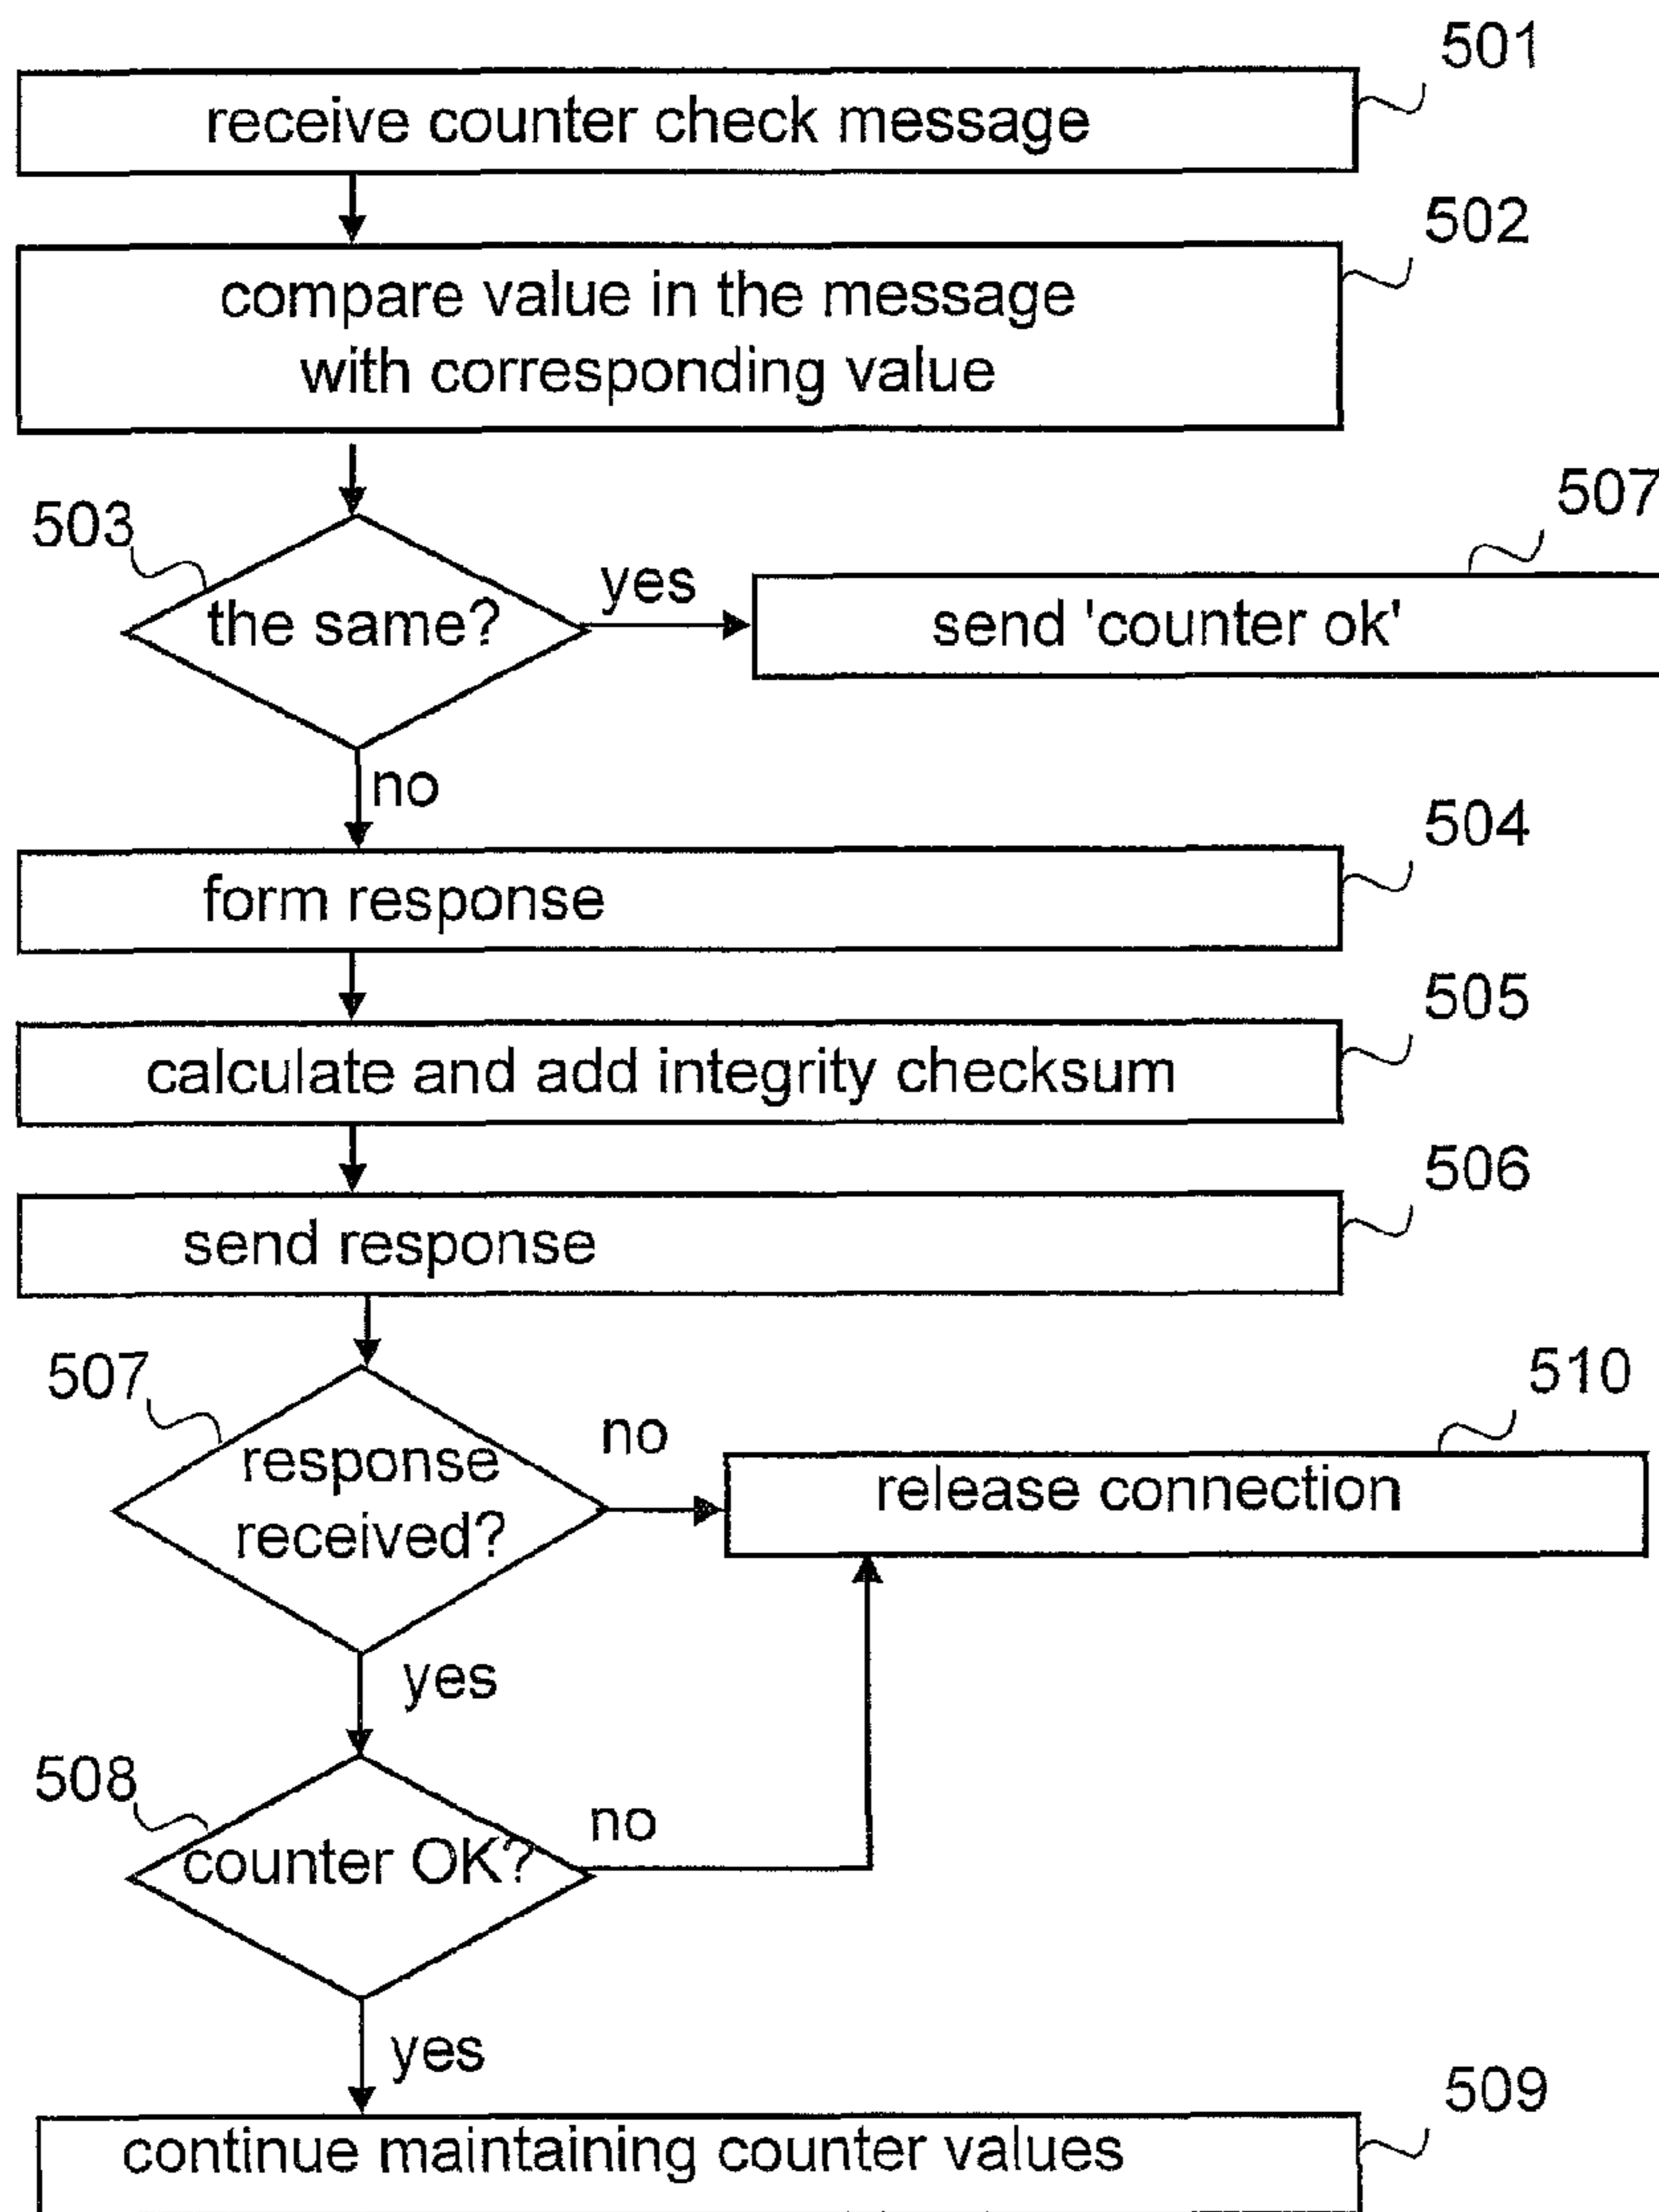 501
receive counter check message
502
compare value in the message
with corresponding value
507
503
yes
the same?
send 'counter ok'
no
504
form response
505
calculate and add integrity checksum
506
send response
507
510
no
response
received?
release connection
yes
508
no
counter OK?
yes
509
continue maintaining counter values